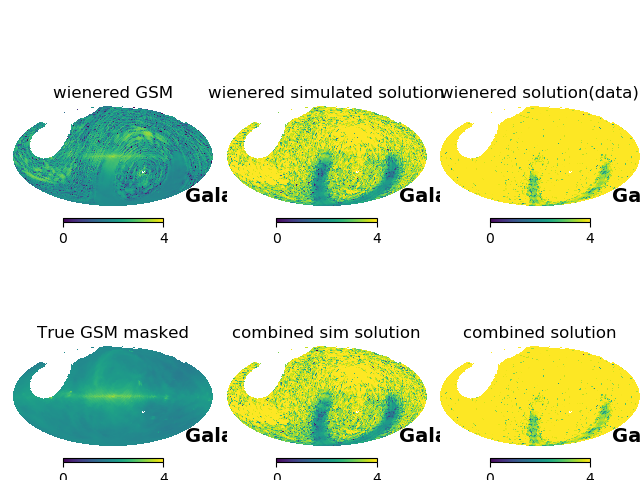 wienered GSM
wienered simulated solution
wienered solution(data)
Gala
Gala
Ga
0 4
0 4
0 4
True GSM masked
combined sim solution
combined solution
Gala
Gala
Ga
0 4
0 4
0 4